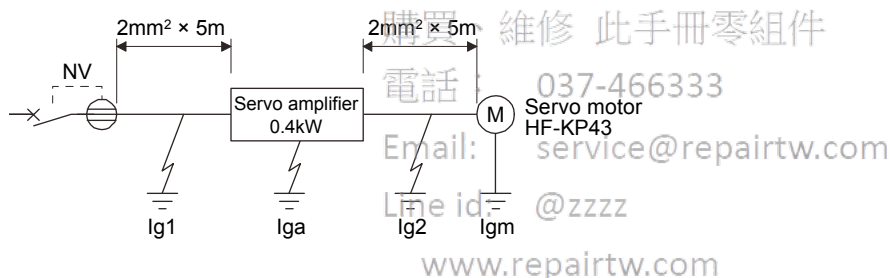 2mm² × 5m
2mm² × 5m
購買、維修 此手冊零組件
NV
電話： 037-466333
Servo amplifier
0.4kW
M
Servo motor
HF-KP43
Email: service@repairtw.com
Line id: @zzzz
Ig1
Iga
Ig2
Igm
www.repairtw.com